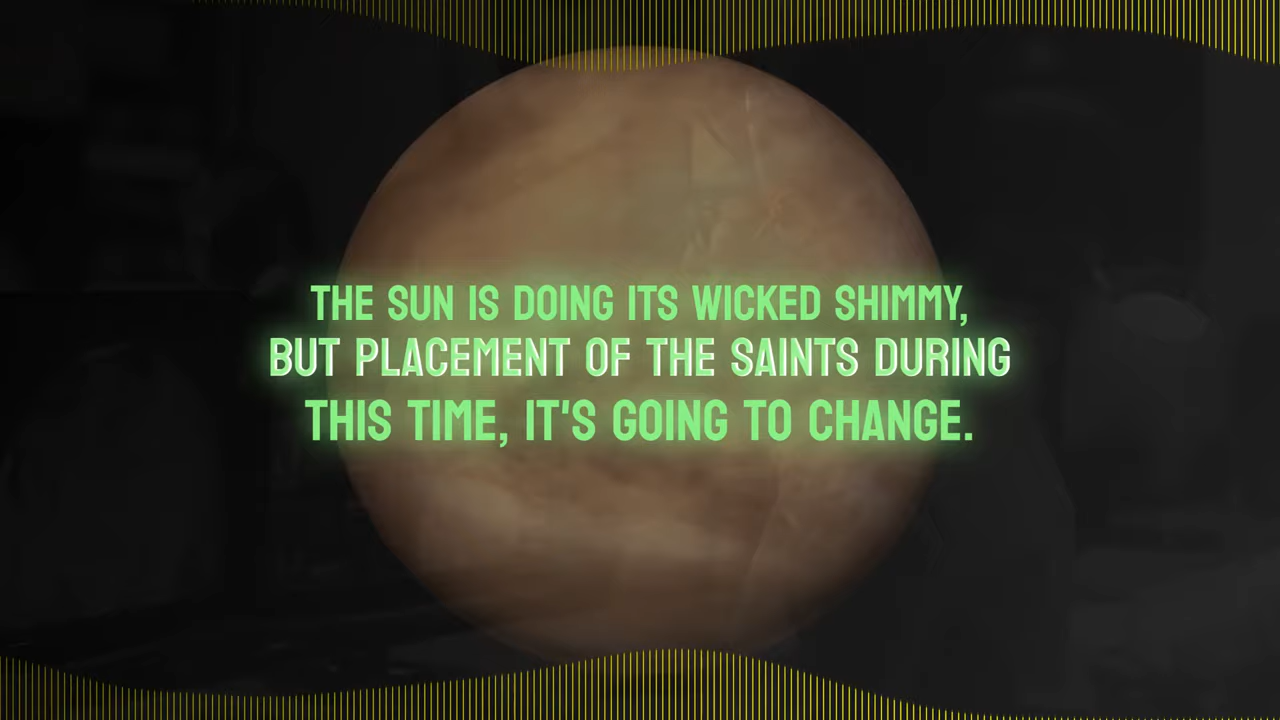 THE SUN IS DOING ITS WICKED SHIMMY,
BUT PLACEMENT OF THE SAINTS DURING
THIS TIME, IT'S GOING TO CHANGE.